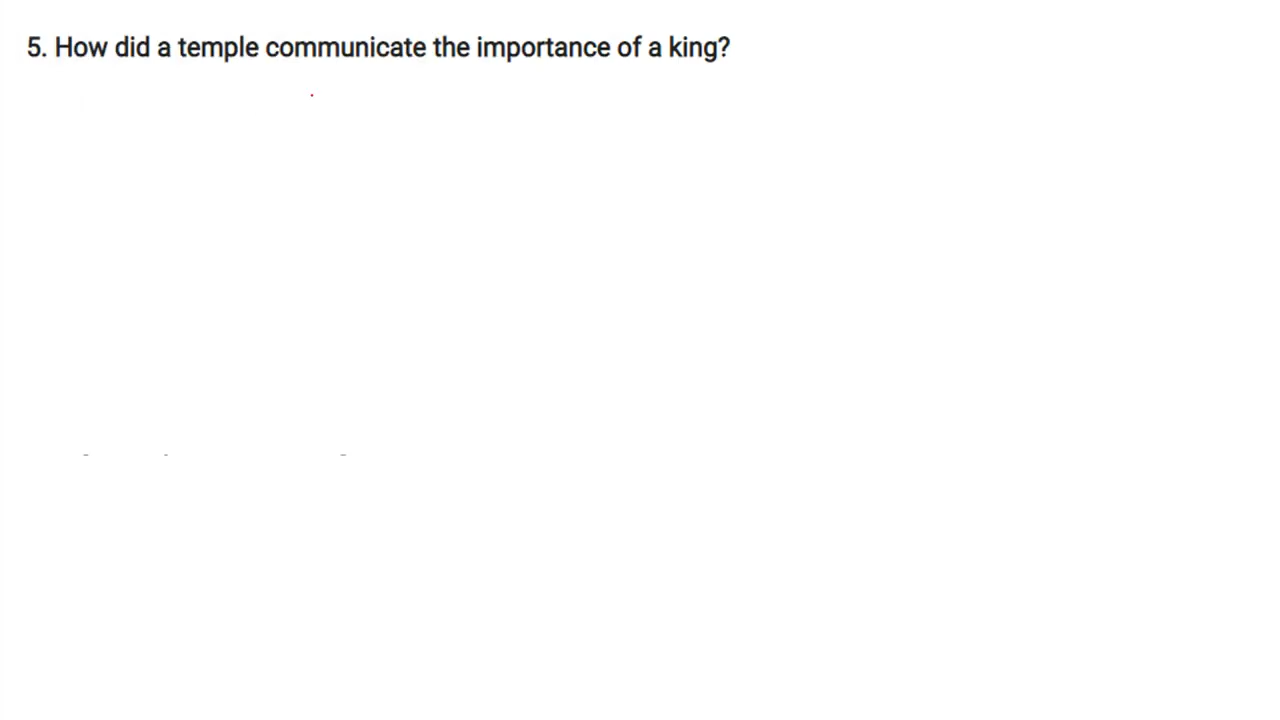 5. How did a temple communicate the importance of a king?